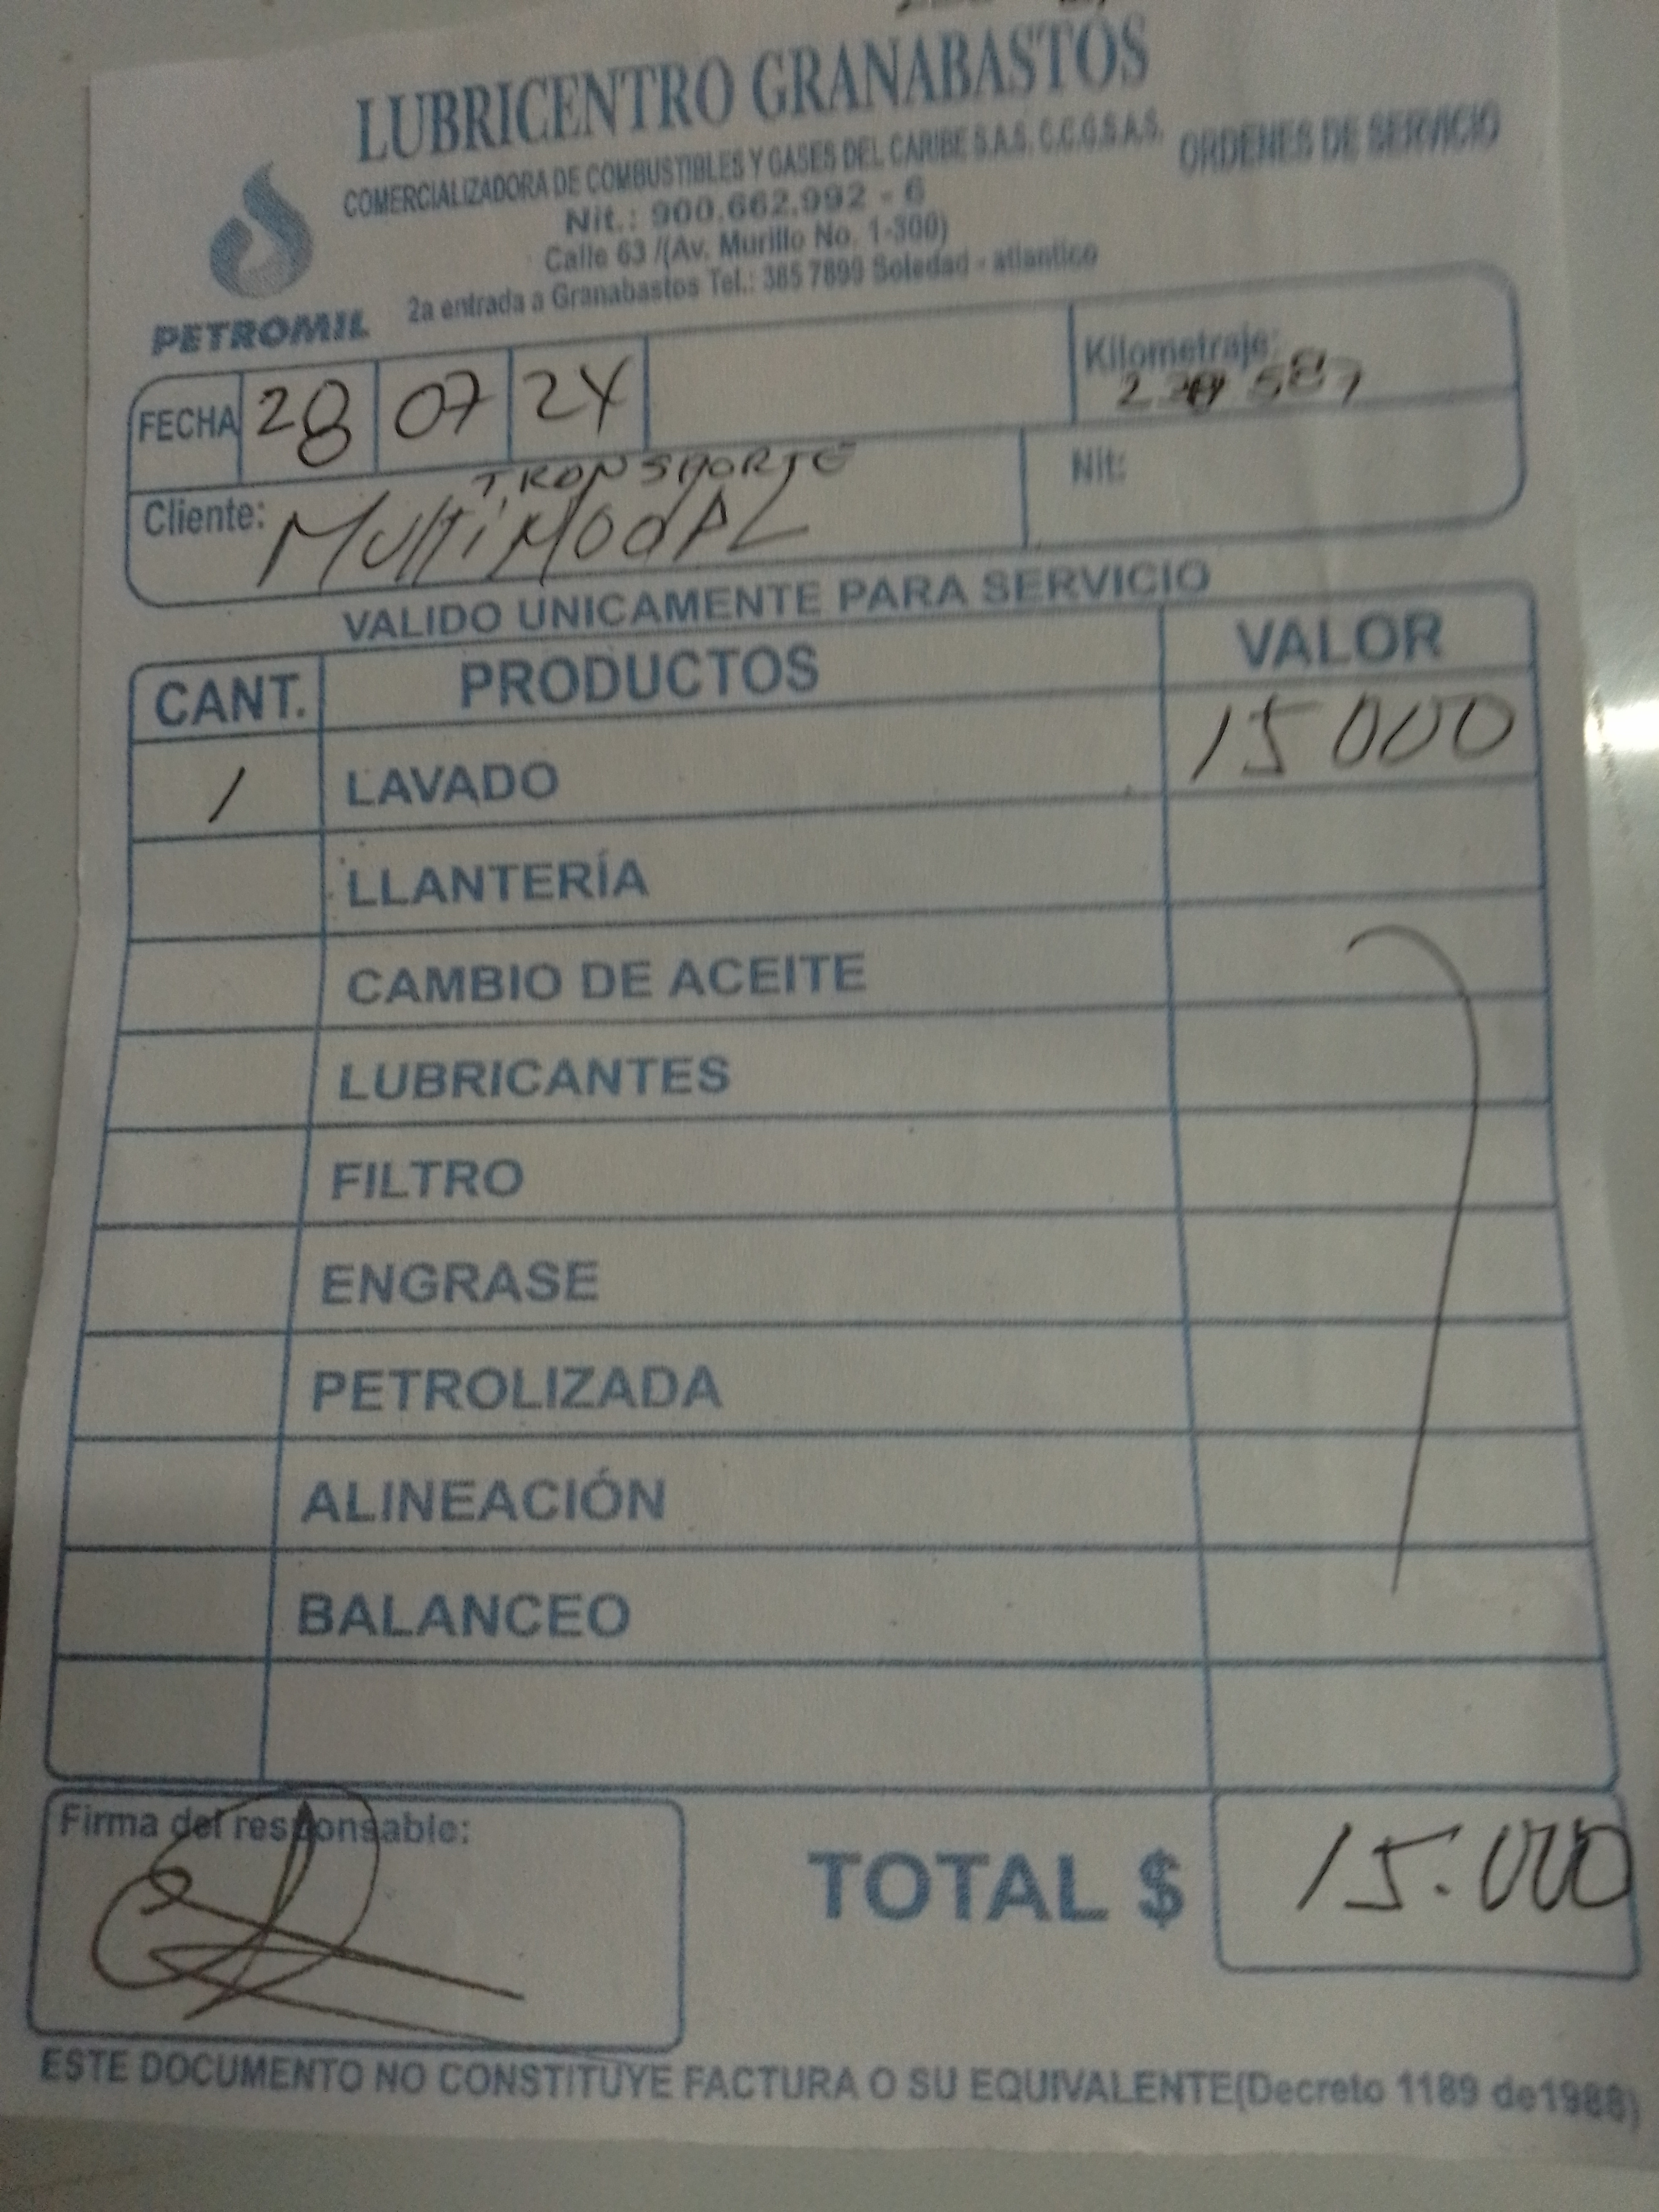 LUBRICENTRO GRANABASTOS
COMERCIALIZADORA DE COMBUSTIBLES Y GASES DEL CARIBE S.A.S. C.C.G.S.A.S.
ORDENES DE SERVICIO
Nit.: 900.662.992 - 6
Calle 63 /(Av. Murillo No. 1-300)
2a entrada a Granabastos Tel.: 385 7899 Soledad - atlantico
PETROMIL
FECHA 28 07 24
Kilometraje:
Cliente: TRANSPORTE
MultiModAL
Nit:
VALIDO UNICAMENTE PARA SERVICIO
CANT. PRODUCTOS VALOR
1 LAVADO 15000
LLANTERÍA
CAMBIO DE ACEITE
LUBRICANTES
FILTRO
ENGRASE
PETROLIZADA
ALINEACIÓN
BALANCEO
Firma del responsable:
TOTAL $ 15.000
ESTE DOCUMENTO NO CONSTITUYE FACTURA O SU EQUIVALENTE(Decreto 1189 de1988)